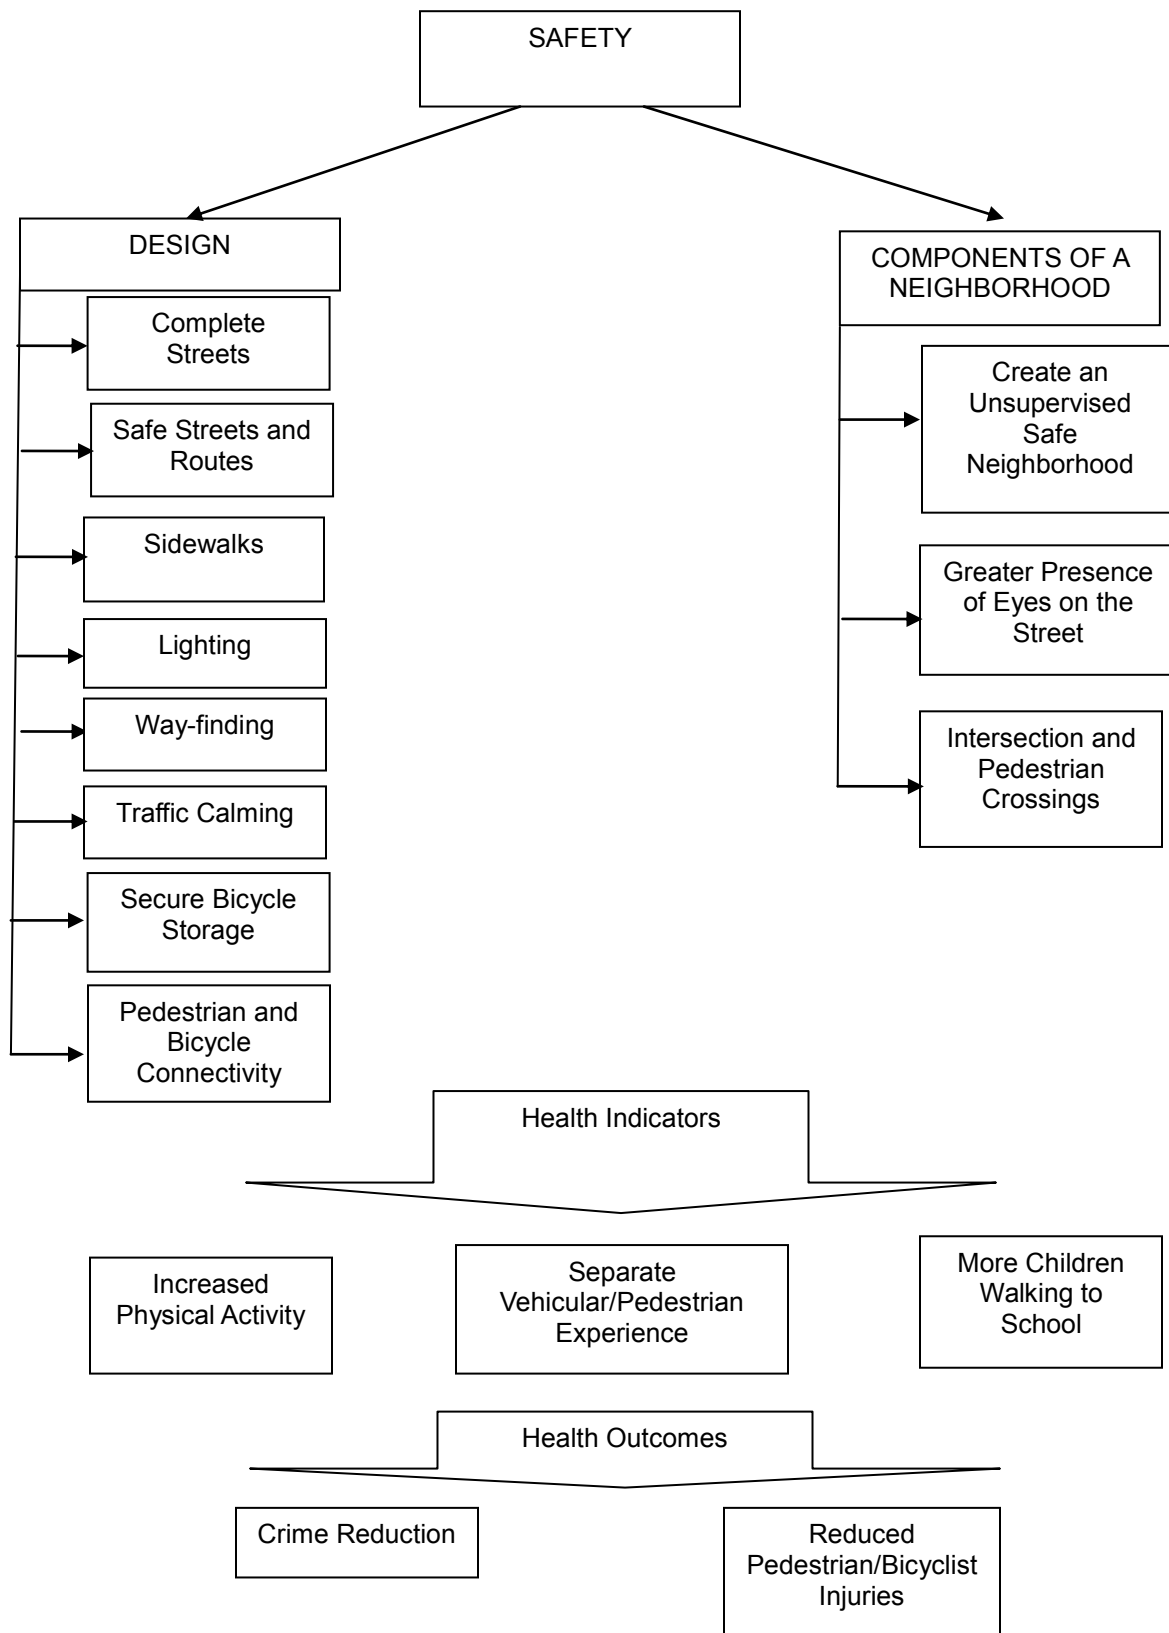 SAFETY
DESIGN
Complete
Streets
Safe Streets and
Routes
Sidewalks
Lighting
Way-finding
Traffic Calming
Secure Bicycle
Storage
Pedestrian and
Bicycle
Connectivity
COMPONENTS OF A
NEIGHBORHOOD
Create an
Unsupervised
Safe
Neighborhood
Greater Presence
of Eyes on the
Street
Intersection and
Pedestrian
Crossings
Health Indicators
Increased
Physical Activity
Separate
Vehicular/Pedestrian
Experience
More Children
Walking to
School
Health Outcomes
Crime Reduction
Reduced
Pedestrian/Bicyclist
Injuries